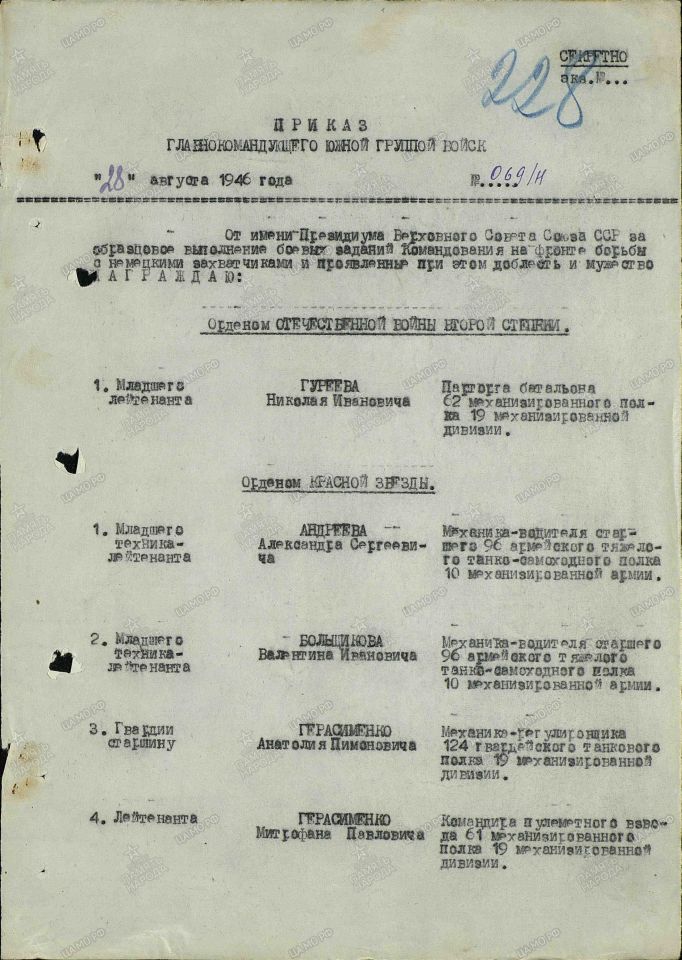 СЕКРЕТНО
экз.№...
228
ПРИКАЗ
ГЛАВНОКОМАНДУЮЩЕГО ЮЖНОЙ ГРУППОЙ ВОЙСК
"28" августа 1946 года №.069/н
От имени Президиума Верховного Совета Союза ССР за
образцовое выполнение боевых заданий Командования на фронте борьбы
с немецкими захватчиками и проявленные при этом доблесть и мужество
НАГРАЖДАЮ:
Орденом ОТЕЧЕСТВЕННОЙ ВОЙНЫ ВТОРОЙ СТЕПЕНИ.
1. Младшего ГУРЕЕВА Парторга батальона
лейтенанта Николая Ивановича 62 механизированного пол-
ка 19 механизированной
дивизии.
Орденом КРАСНОЙ ЗВЕЗДЫ.
1. Младшего АНДРЕЕВА Механика-водителя стар-
техника- Александра Сергееви- шего 96 армейского тяжело-
лейтенанта ча го танко-самоходного полка
10 механизированной армии.
2. Младшего БОЛЬЩИКОВА Механика-водителя старшего
техника- Валентина Ивановича 96 армейского тяжелого
лейтенанта танко-самоходного полка
10 механизированной армии.
3. Гвардии ГЕРАСИМЕНКО Механика-регулировщика
старшину Анатолия Пимоновича 124 гвардейского танкового
полка 19 механизированной
дивизии.
4. Лейтенанта ГЕРАСИМЕНКО Командира пулеметного взво-
Митрофана Павловича да 61 механизированного
полка 19 механизированной
дивизии.